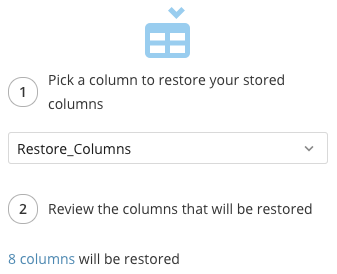 1
Pick a column to restore your stored
columns
Restore_Columns
2
Review the columns that will be restored
8 columns will be restored